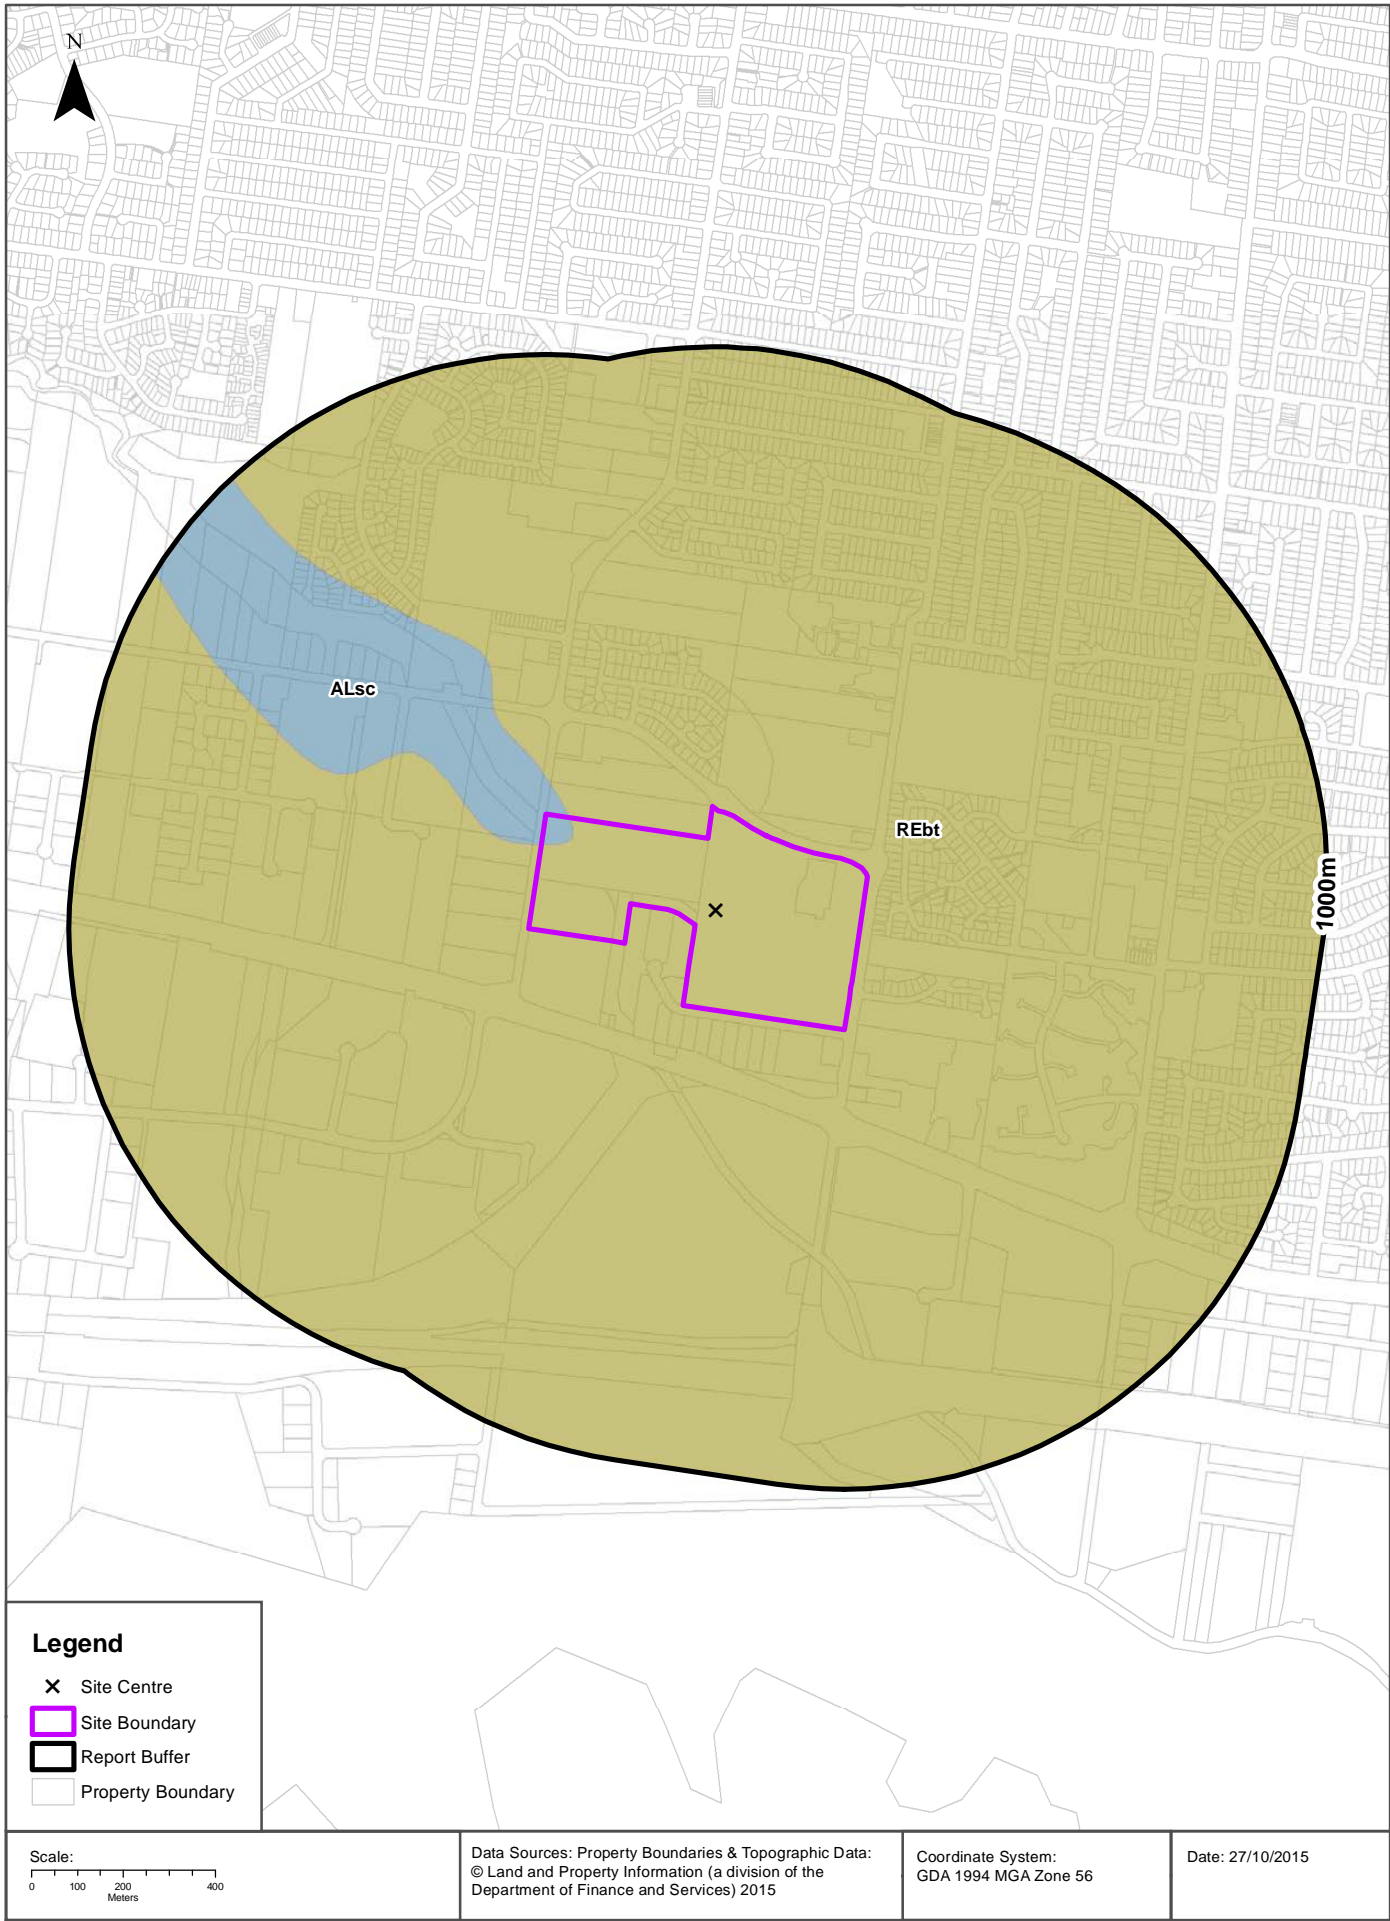 N
ALsc
REbt
1000m
Legend
Site Centre
Site Boundary
Report Buffer
Property Boundary
Scale:
0 100 200 400
Meters
Data Sources: Property Boundaries & Topographic Data:
© Land and Property Information (a division of the
Department of Finance and Services) 2015
Coordinate System:
GDA 1994 MGA Zone 56
Date: 27/10/2015